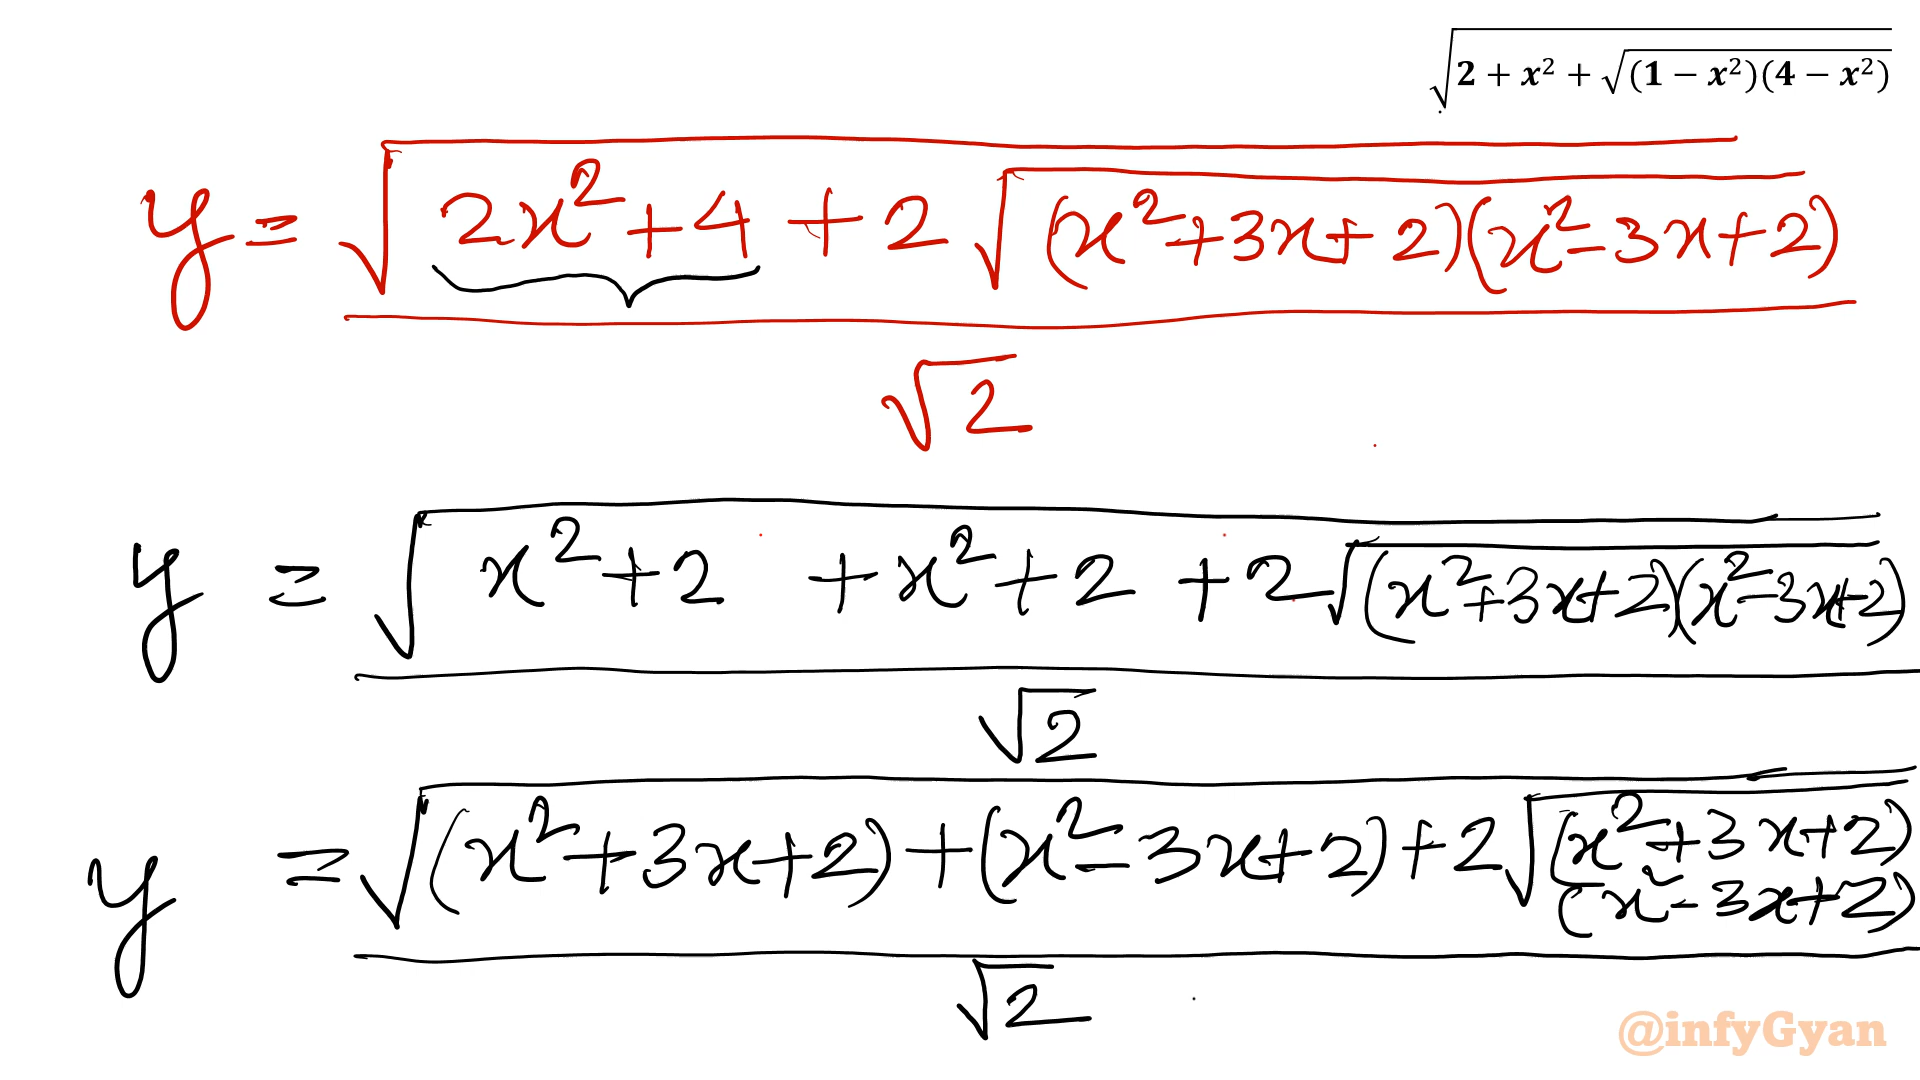 √(2 + x² + √((1 − x²)(4 − x²)))
y = √(2x² + 4 + 2√((x² + 3x + 2)(x² − 3x + 2)))
√2
y = √(x² + 2 + x² + 2 + 2√((x² + 3x + 2)(x² − 3x + 2)))
√2
y = √((x² + 3x + 2) + (x² − 3x + 2) + 2√((x² + 3x + 2)
(x² − 3x + 2)))
√2
@infyGyan